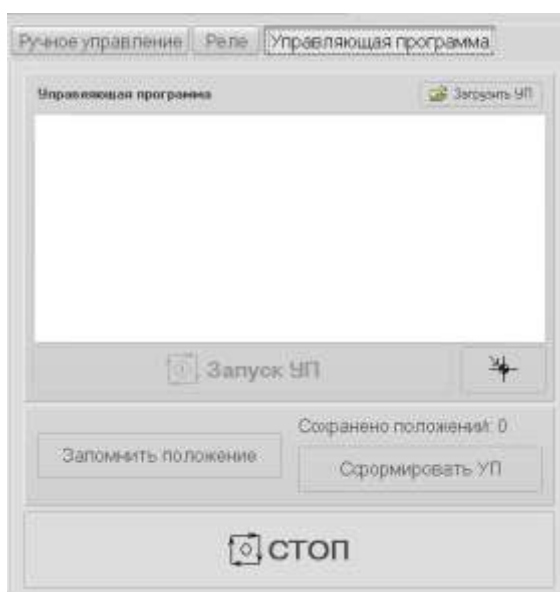 Ручное управление Реле Управляющая программа
Управляющая программа Загрузить УП
Запуск УП
Сохранено положений: 0
Запомнить положение
Сформировать УП
СТОП